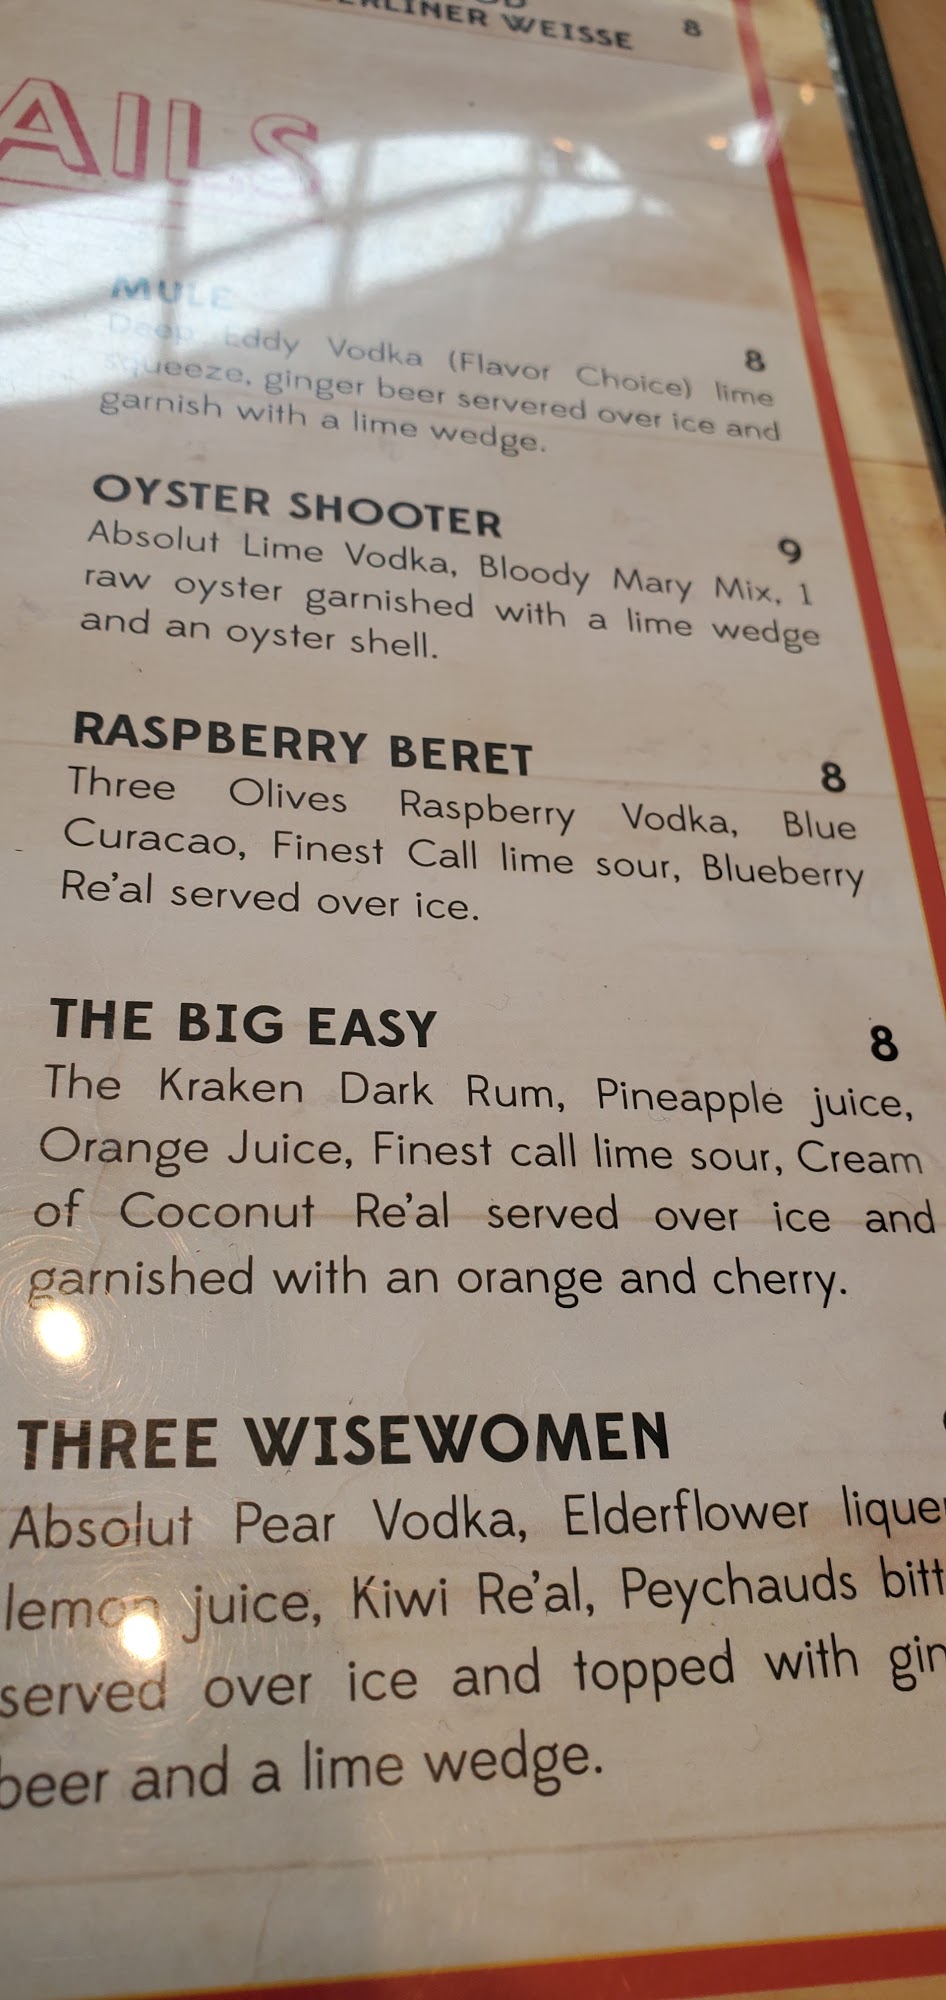 BERLINER WEISSE 8
AILS
MULE
8
Deep Eddy Vodka (Flavor Choice) lime
squeeze, ginger beer servered over ice and
garnish with a lime wedge.
OYSTER SHOOTER
9
Absolut Lime Vodka, Bloody Mary Mix, 1
raw oyster garnished with a lime wedge
and an oyster shell.
RASPBERRY BERET
8
Three Olives Raspberry Vodka, Blue
Curacao, Finest Call lime sour, Blueberry
Re'al served over ice.
THE BIG EASY
8
The Kraken Dark Rum, Pineapple juice,
Orange Juice, Finest call lime sour, Cream
of Coconut Re'al served over ice and
garnished with an orange and cherry.
THREE WISEWOMEN
Absolut Pear Vodka, Elderflower lique
lemon juice, Kiwi Re'al, Peychauds bitt
served over ice and topped with gin
beer and a lime wedge.